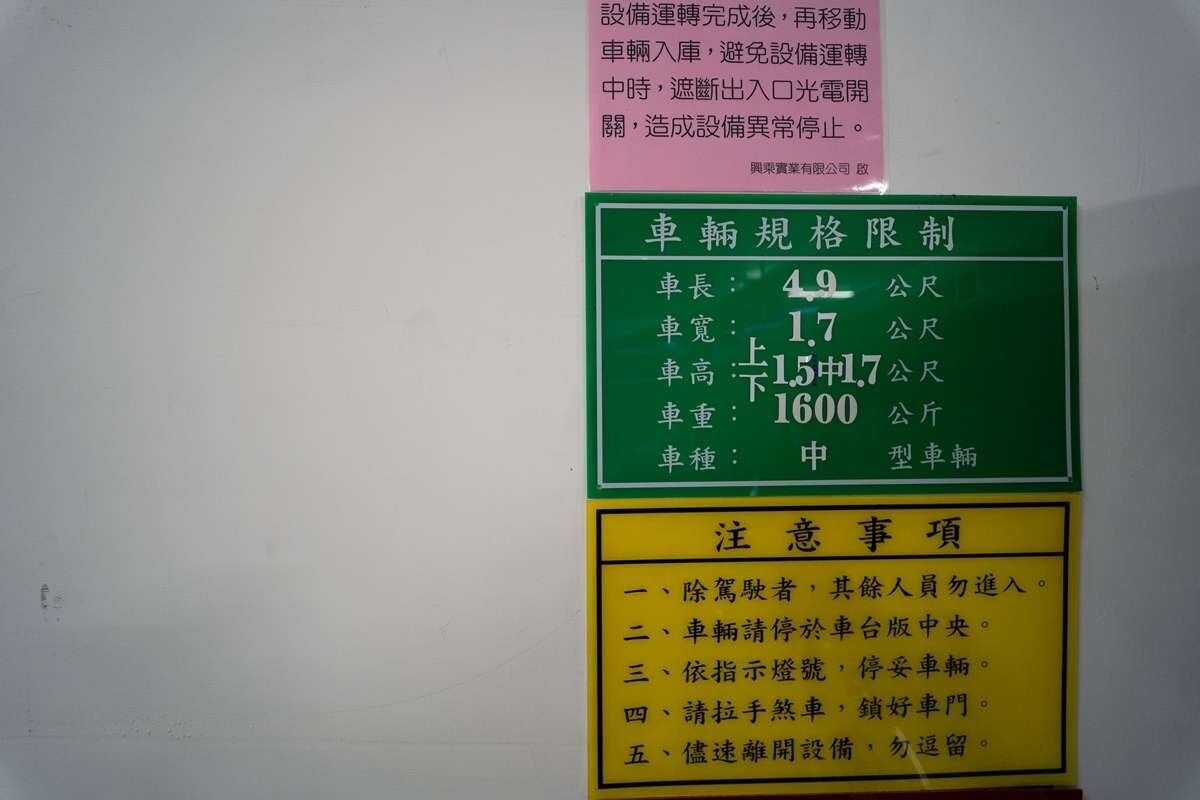 設備運轉完成後，再移動
車輛入庫，避免設備運轉
中時，遮斷出入口光電開
關，造成設備異常停止。
興乘實業有限公司 啟
車輛規格限制
車長：4.9 公尺
車寬：1.7 公尺
車高：上下1.5中1.7公尺
車重：1600 公斤
車種：中 型車輛
注意事項
一、除駕駛者，其餘人員勿進入。
二、車輛請停於車台版中央。
三、依指示燈號，停妥車輛。
四、請拉手煞車，鎖好車門。
五、儘速離開設備，勿逗留。